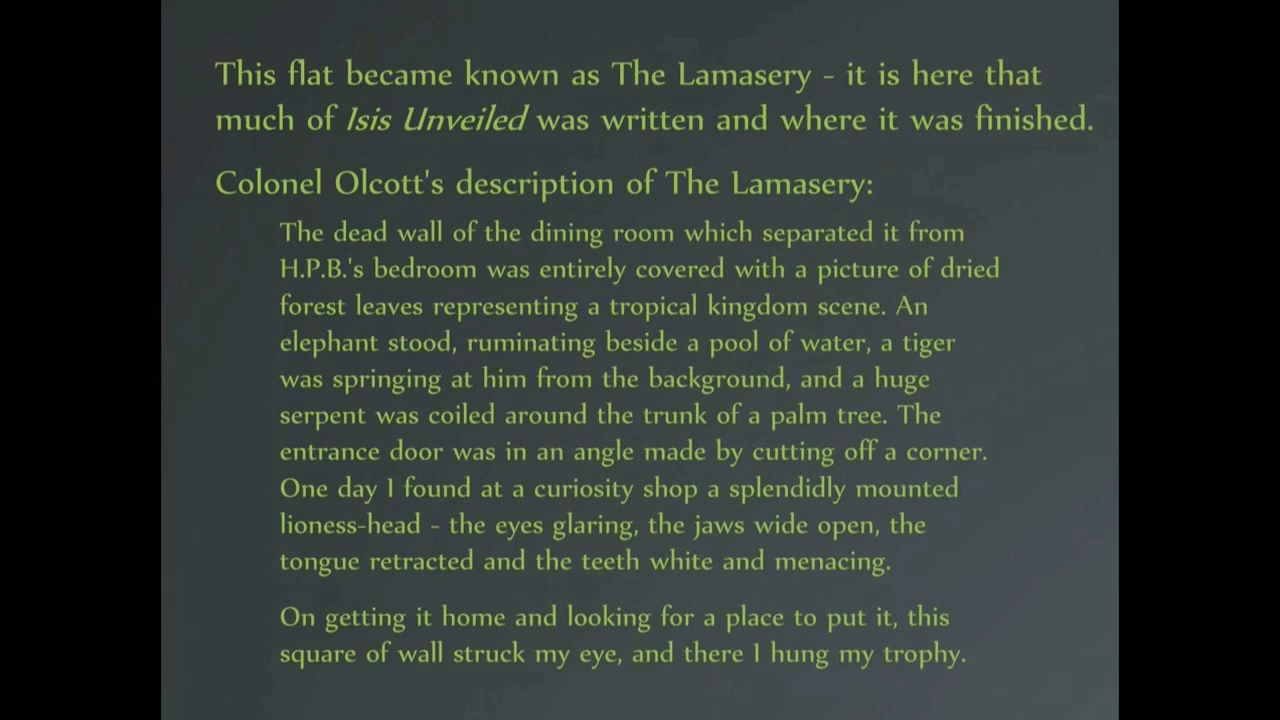 This flat became known as The Lamasery - it is here that
much of Isis Unveiled was written and where it was finished.
Colonel Olcott's description of The Lamasery:
The dead wall of the dining room which separated it from
H.P.B.'s bedroom was entirely covered with a picture of dried
forest leaves representing a tropical kingdom scene. An
elephant stood, ruminating beside a pool of water, a tiger
was springing at him from the background, and a huge
serpent was coiled around the trunk of a palm tree. The
entrance door was in an angle made by cutting off a corner.
One day I found at a curiosity shop a splendidly mounted
lioness-head - the eyes glaring, the jaws wide open, the
tongue retracted and the teeth white and menacing.
On getting it home and looking for a place to put it, this
square of wall struck my eye, and there I hung my trophy.